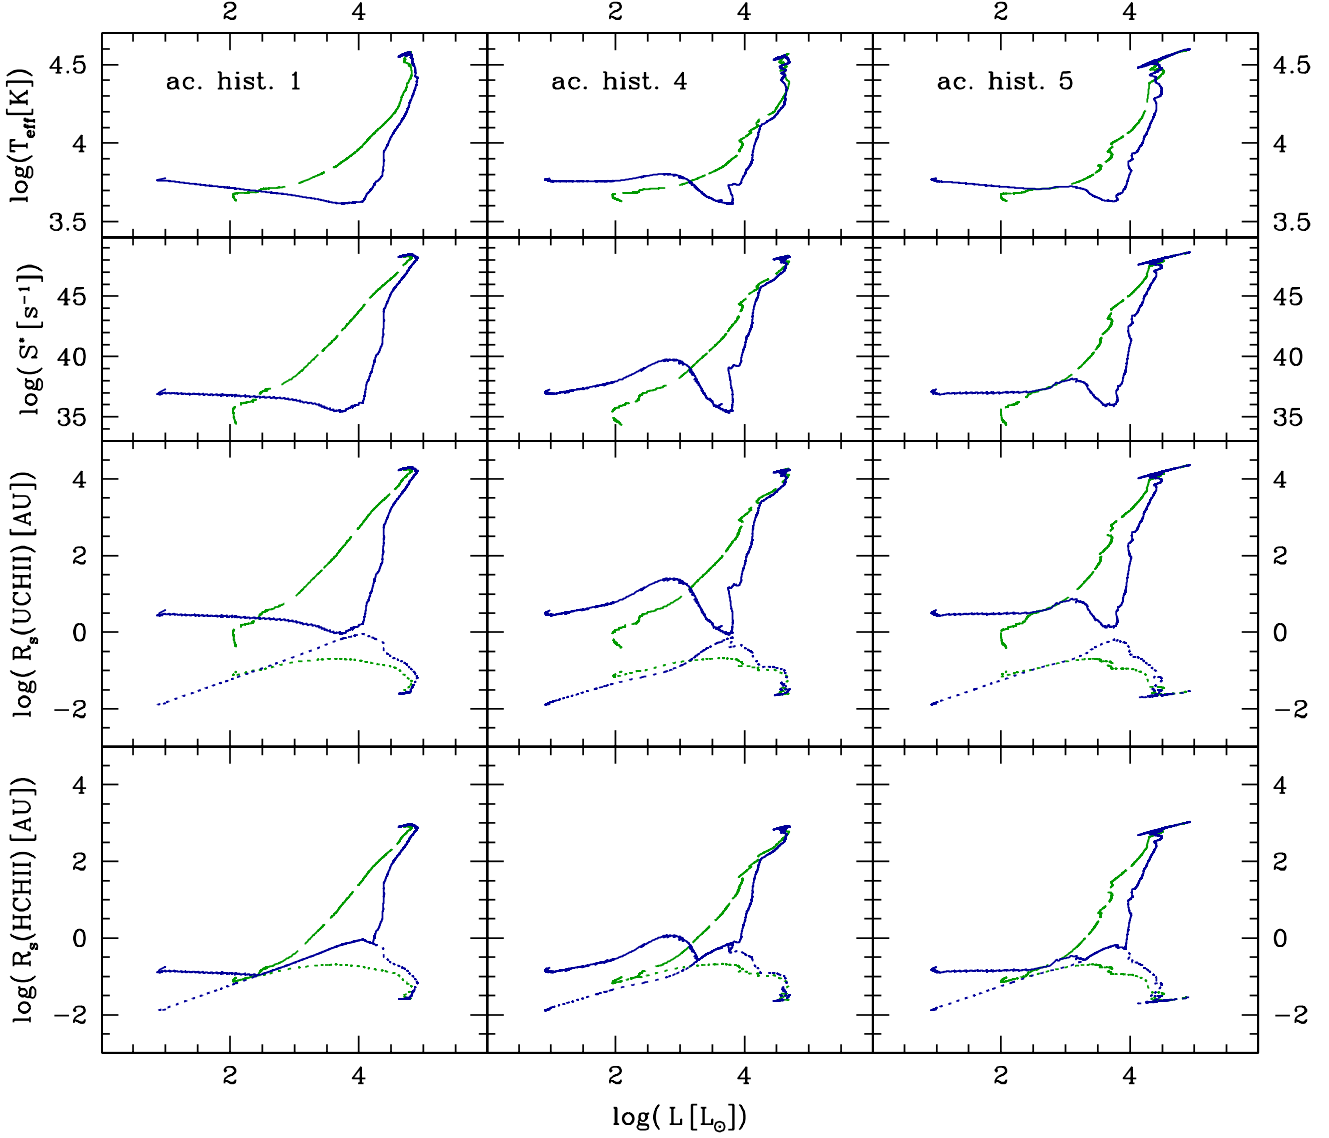 2 4 2 4 2 4
log(T_eff[K]) 4.5 4 3.5 ac. hist. 1 ac. hist. 4 ac. hist. 5 4.5 4 3.5
log( S* [s⁻¹]) 45 40 35 45 40 35
log( R_s(UCHII) [AU]) 4 2 0 −2 4 2 0 −2
log( R_s(HCHII) [AU]) 4 2 0 −2 4 2 0 −2
2 4 2 4 2 4
log( L [L_⊙])